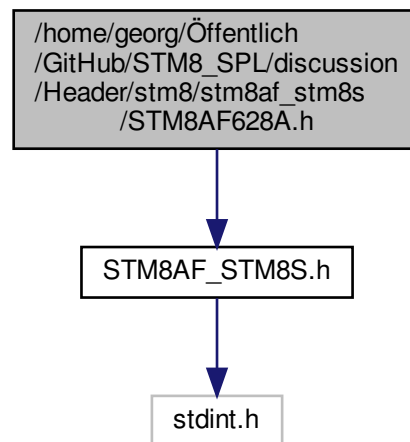 /home/georg/Öffentlich
/GitHub/STM8_SPL/discussion
/Header/stm8/stm8af_stm8s
/STM8AF628A.h
STM8AF_STM8S.h
stdint.h